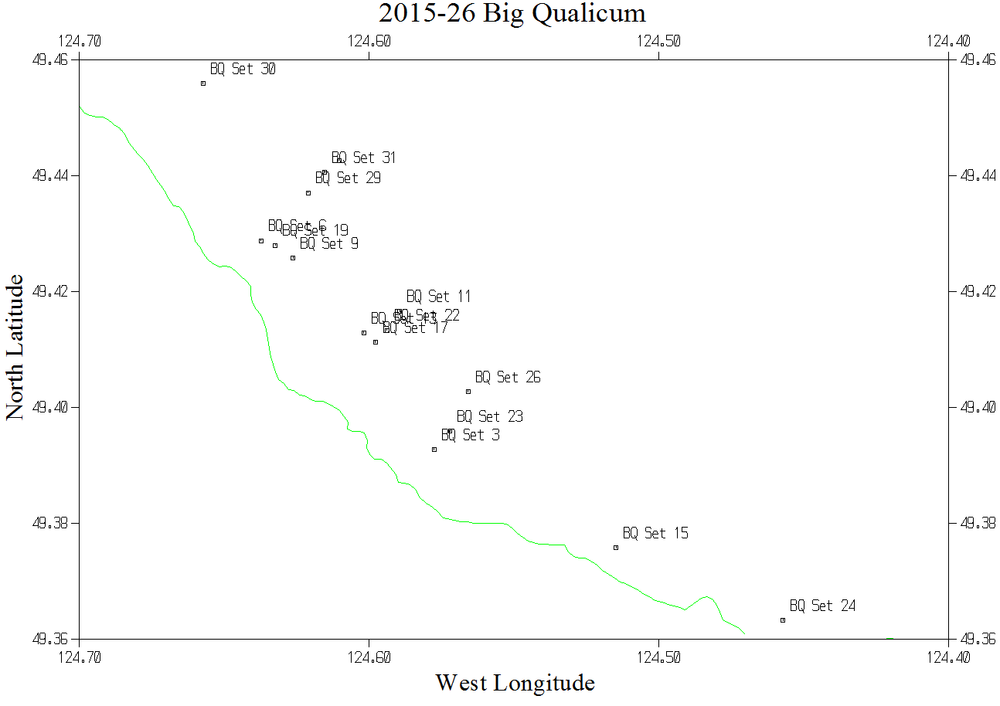 2015-26 Big Qualicum
124.70 124.60 124.50 124.40
49.46 49.46
BQ Set 30
BQ Set 31
49.44 49.44
BQ Set 29
BQ Set 6
BQ Set 19
BQ Set 9
49.42 49.42
BQ Set 11
BQ Set 22
BQ Set 13
BQ Set 17
BQ Set 26
49.40 49.40
BQ Set 23
BQ Set 3
49.38 49.38
BQ Set 15
BQ Set 24
49.36 49.36
124.70 124.60 124.50 124.40
North Latitude
West Longitude